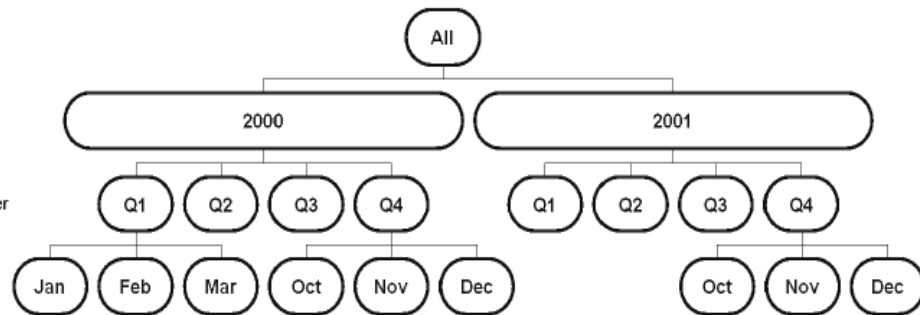 All
2000 2001
er Q1 Q2 Q3 Q4 Q1 Q2 Q3 Q4
Jan Feb Mar Oct Nov Dec Oct Nov Dec